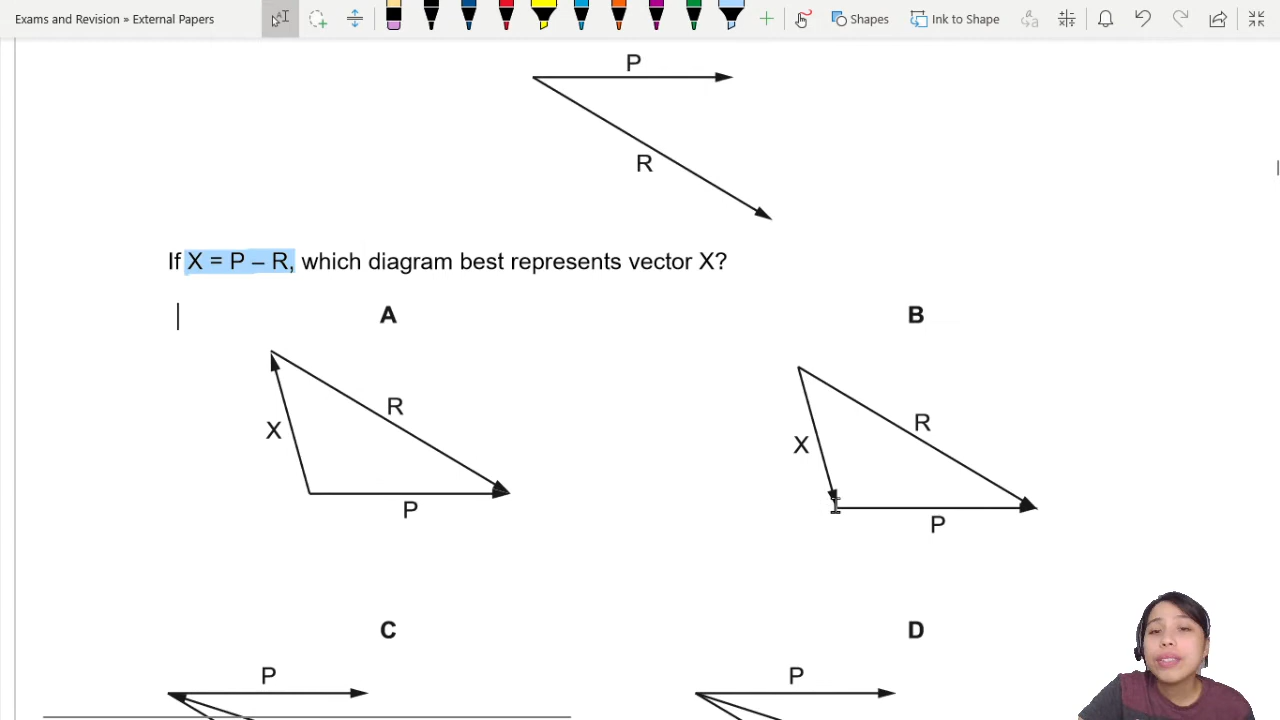 Exams and Revision » External Papers
Shapes
Ink to Shape
P
R
If X = P – R, which diagram best represents vector X?
A
B
R
X
P
R
X
P
C
D
P
P